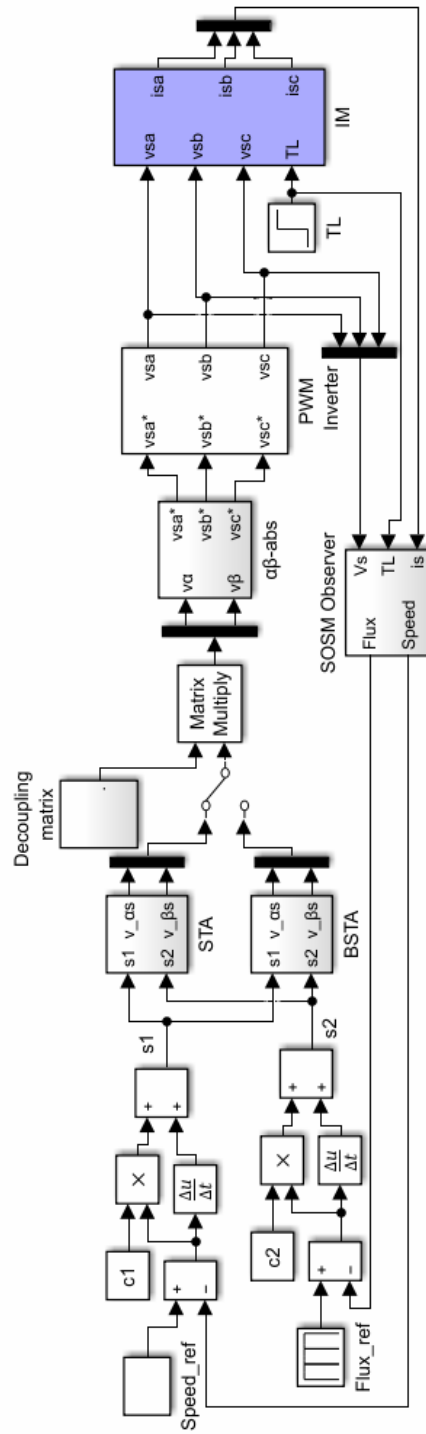 Speed_ref
c1
×
+
-
Δu
Δt
+
+
s1
Flux_ref
c2
×
+
-
Δu
Δt
+
+
s2
s1 v_αs
s2 v_βs
STA
s1 v_αs
s2 v_βs
BSTA
Decoupling
matrix
Matrix
Multiply
vα
vβ
vsa*
vsb*
vsc*
αβ-abs
vsa*
vsb*
vsc*
vsa
vsb
vsc
PWM
Inverter
TL
vsa
vsb
vsc
TL
isa
isb
isc
IM
SOSM Observer
Flux
Speed
Vs
TL
is